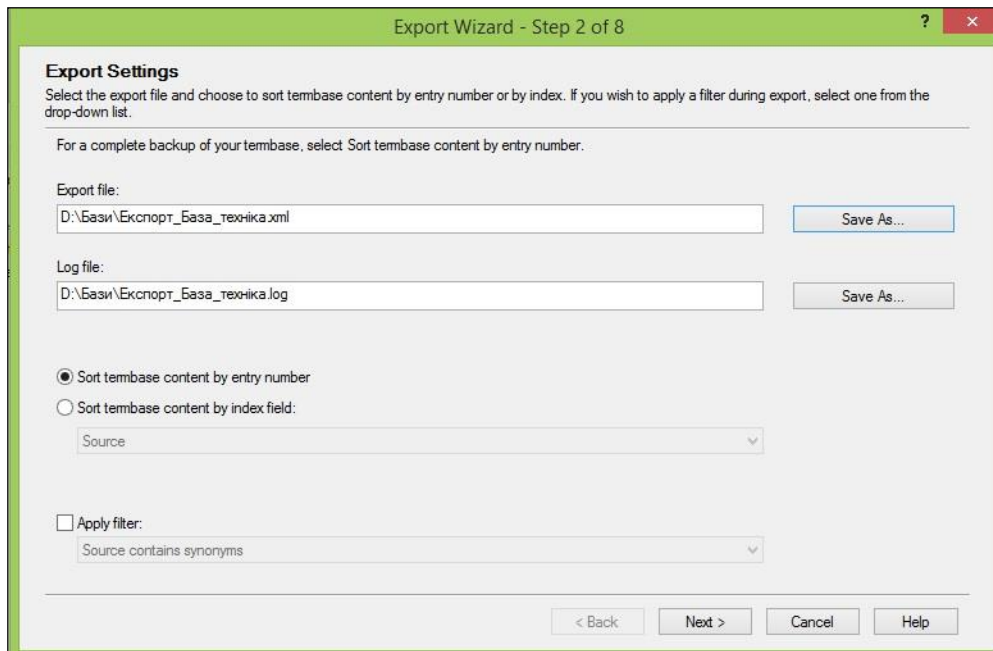 Export Wizard - Step 2 of 8
?
Export Settings
Select the export file and choose to sort termbase content by entry number or by index. If you wish to apply a filter during export, select one from the
drop-down list.
For a complete backup of your termbase, select Sort termbase content by entry number.
Export file:
D:\Бази\Експорт_База_техніка.xml
Save As...
Log file:
D:\Бази\Експорт_База_техніка.log
Save As...
Sort termbase content by entry number
Sort termbase content by index field:
Source
Apply filter:
Source contains synonyms
< Back
Next >
Cancel
Help